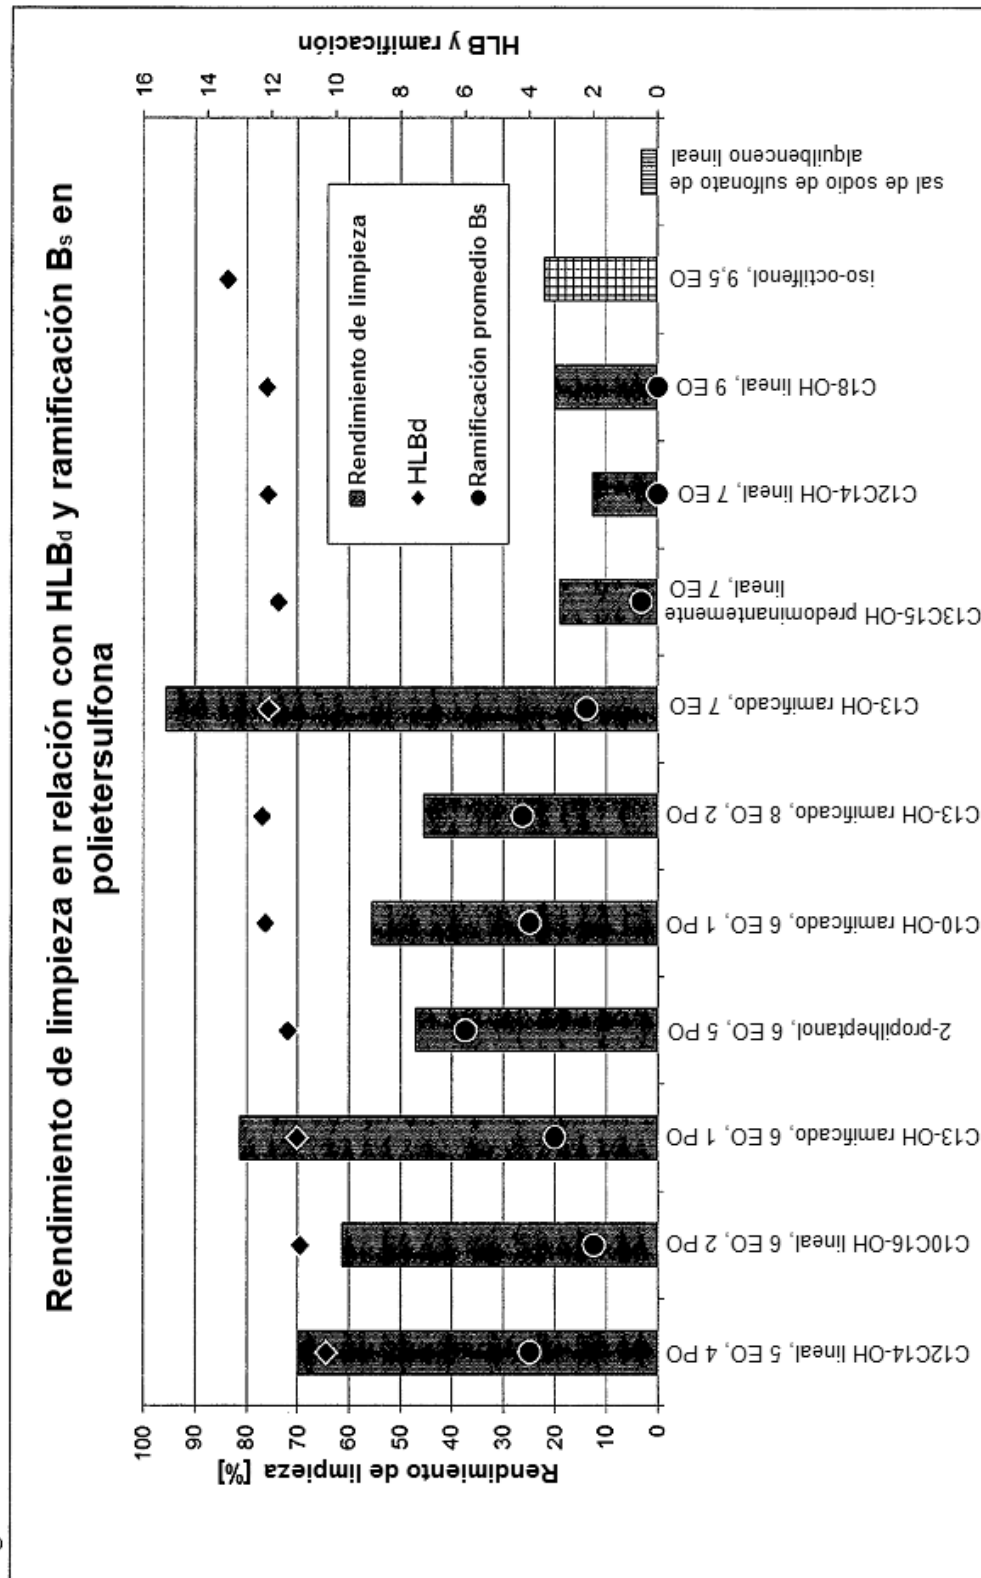 Rendimiento de limpieza en relación con HLBd y ramificación Bs en
polietersulfona
Rendimiento de limpieza
[%]
100
90
80
70
60
50
40
30
20
10
0
HLB y ramificación
16
14
12
10
8
6
4
2
0
Rendimiento de limpieza
HLBd
Ramificación promedio Bs
C12C14-OH lineal, 5 EO, 4 PO
C10C16-OH lineal, 6 EO, 2 PO
C13-OH ramificado, 6 EO, 1 PO
2-propilheptanol, 6 EO, 5 PO
C10-OH ramificado, 6 EO, 1 PO
C13-OH ramificado, 8 EO, 2 PO
C13-OH ramificado, 7 EO
C13C15-OH predominantemente
lineal, 7 EO
C12C14-OH lineal, 7 EO
C18-OH lineal, 9 EO
iso-octilfenol, 9,5 EO
sal de sodio de sulfonato de
alquilbenceno lineal